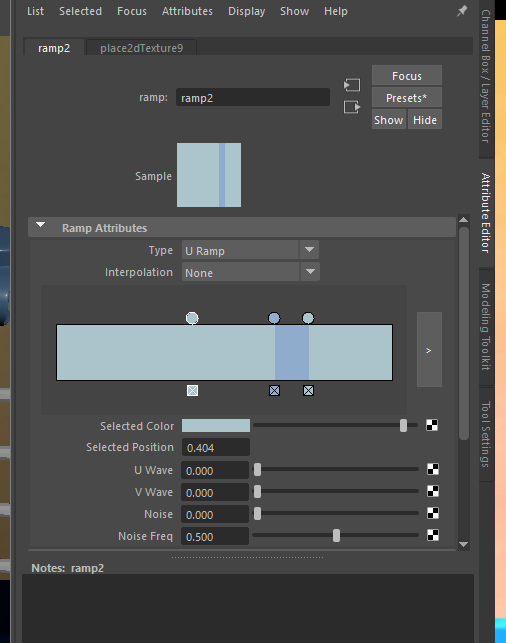 List Selected Focus Attributes Display Show Help
ramp2 place2dTexture9
Focus
ramp: ramp2
Presets*
Show Hide
Sample
Ramp Attributes
Type U Ramp
Interpolation None
>
Selected Color
Selected Position 0.404
U Wave 0.000
V Wave 0.000
Noise 0.000
Noise Freq 0.500
Notes: ramp2
Channel Box / Layer Editor
Attribute Editor
Modeling Toolkit
Tool Settings